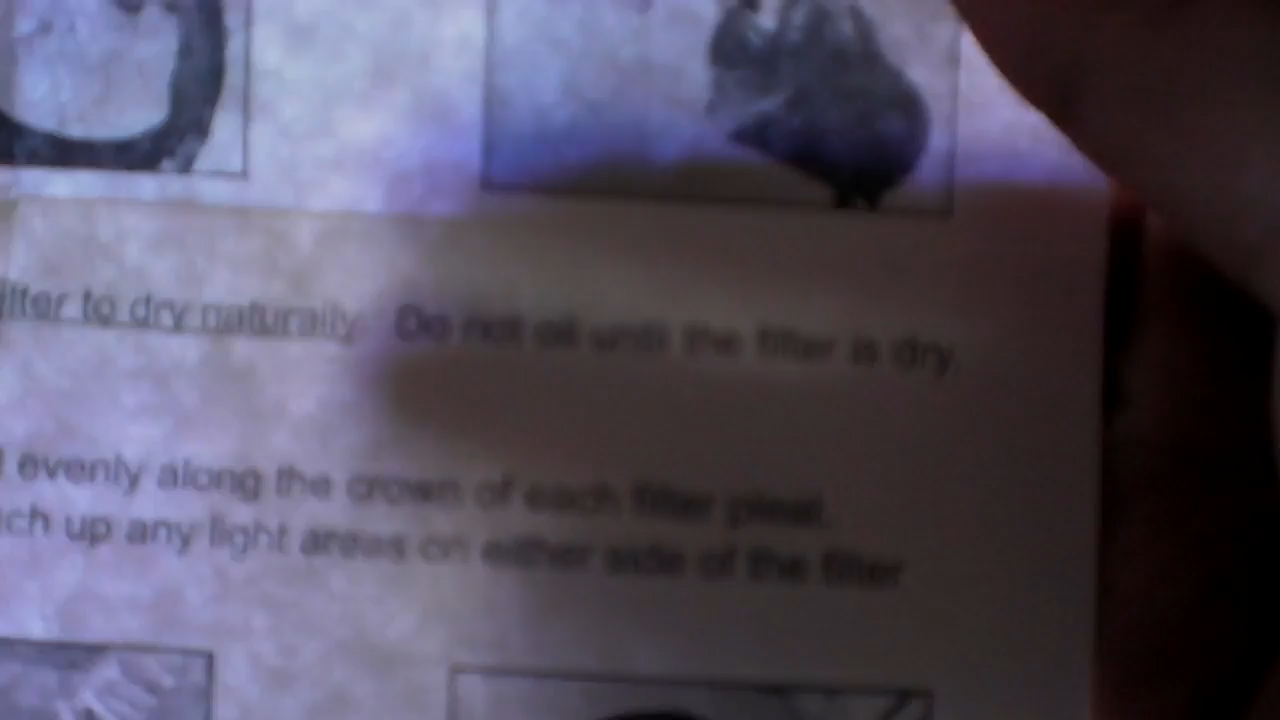 ilter to dry naturally. Do not oil until the filter is dry.
evenly along the crown of each filter pleat.
ch up any light areas on either side of the filter